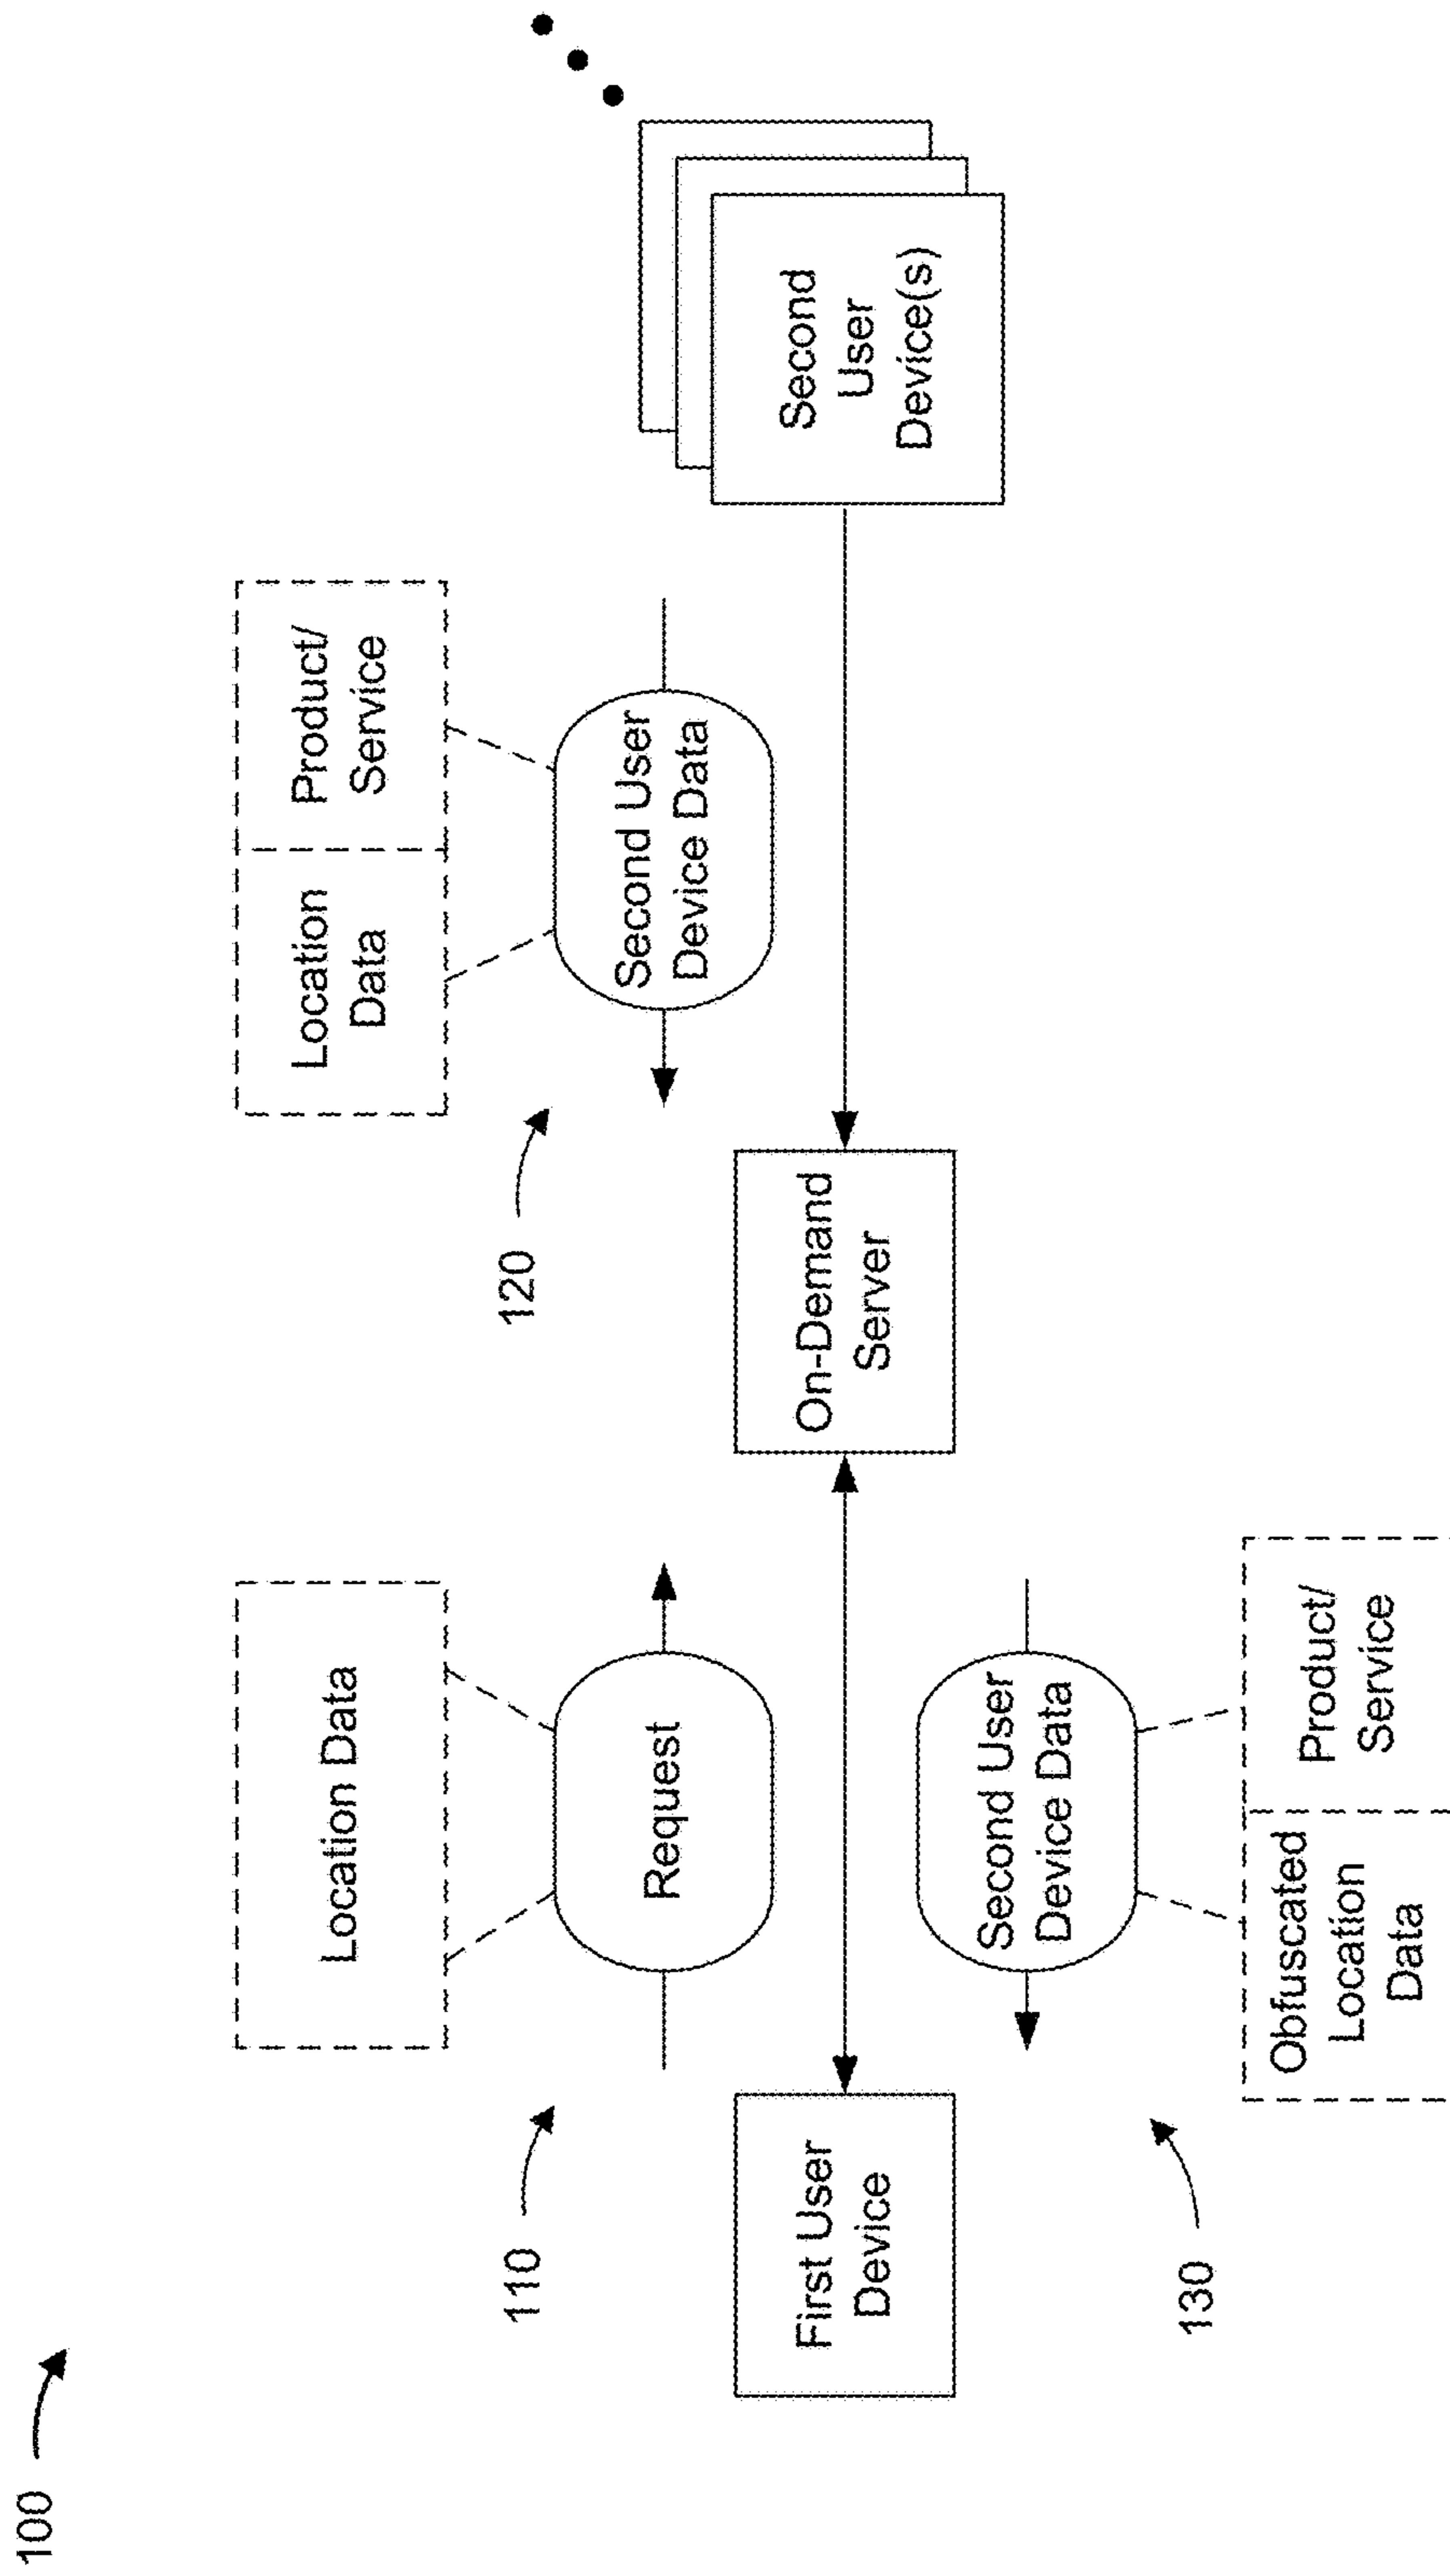 100
110
Location Data
Request
120
Location
Data
Product/
Service
Second User
Device Data
First User
Device
On-Demand
Server
Second
User
Device(s)
130
Second User
Device Data
Obfuscated
Location
Data
Product/
Service